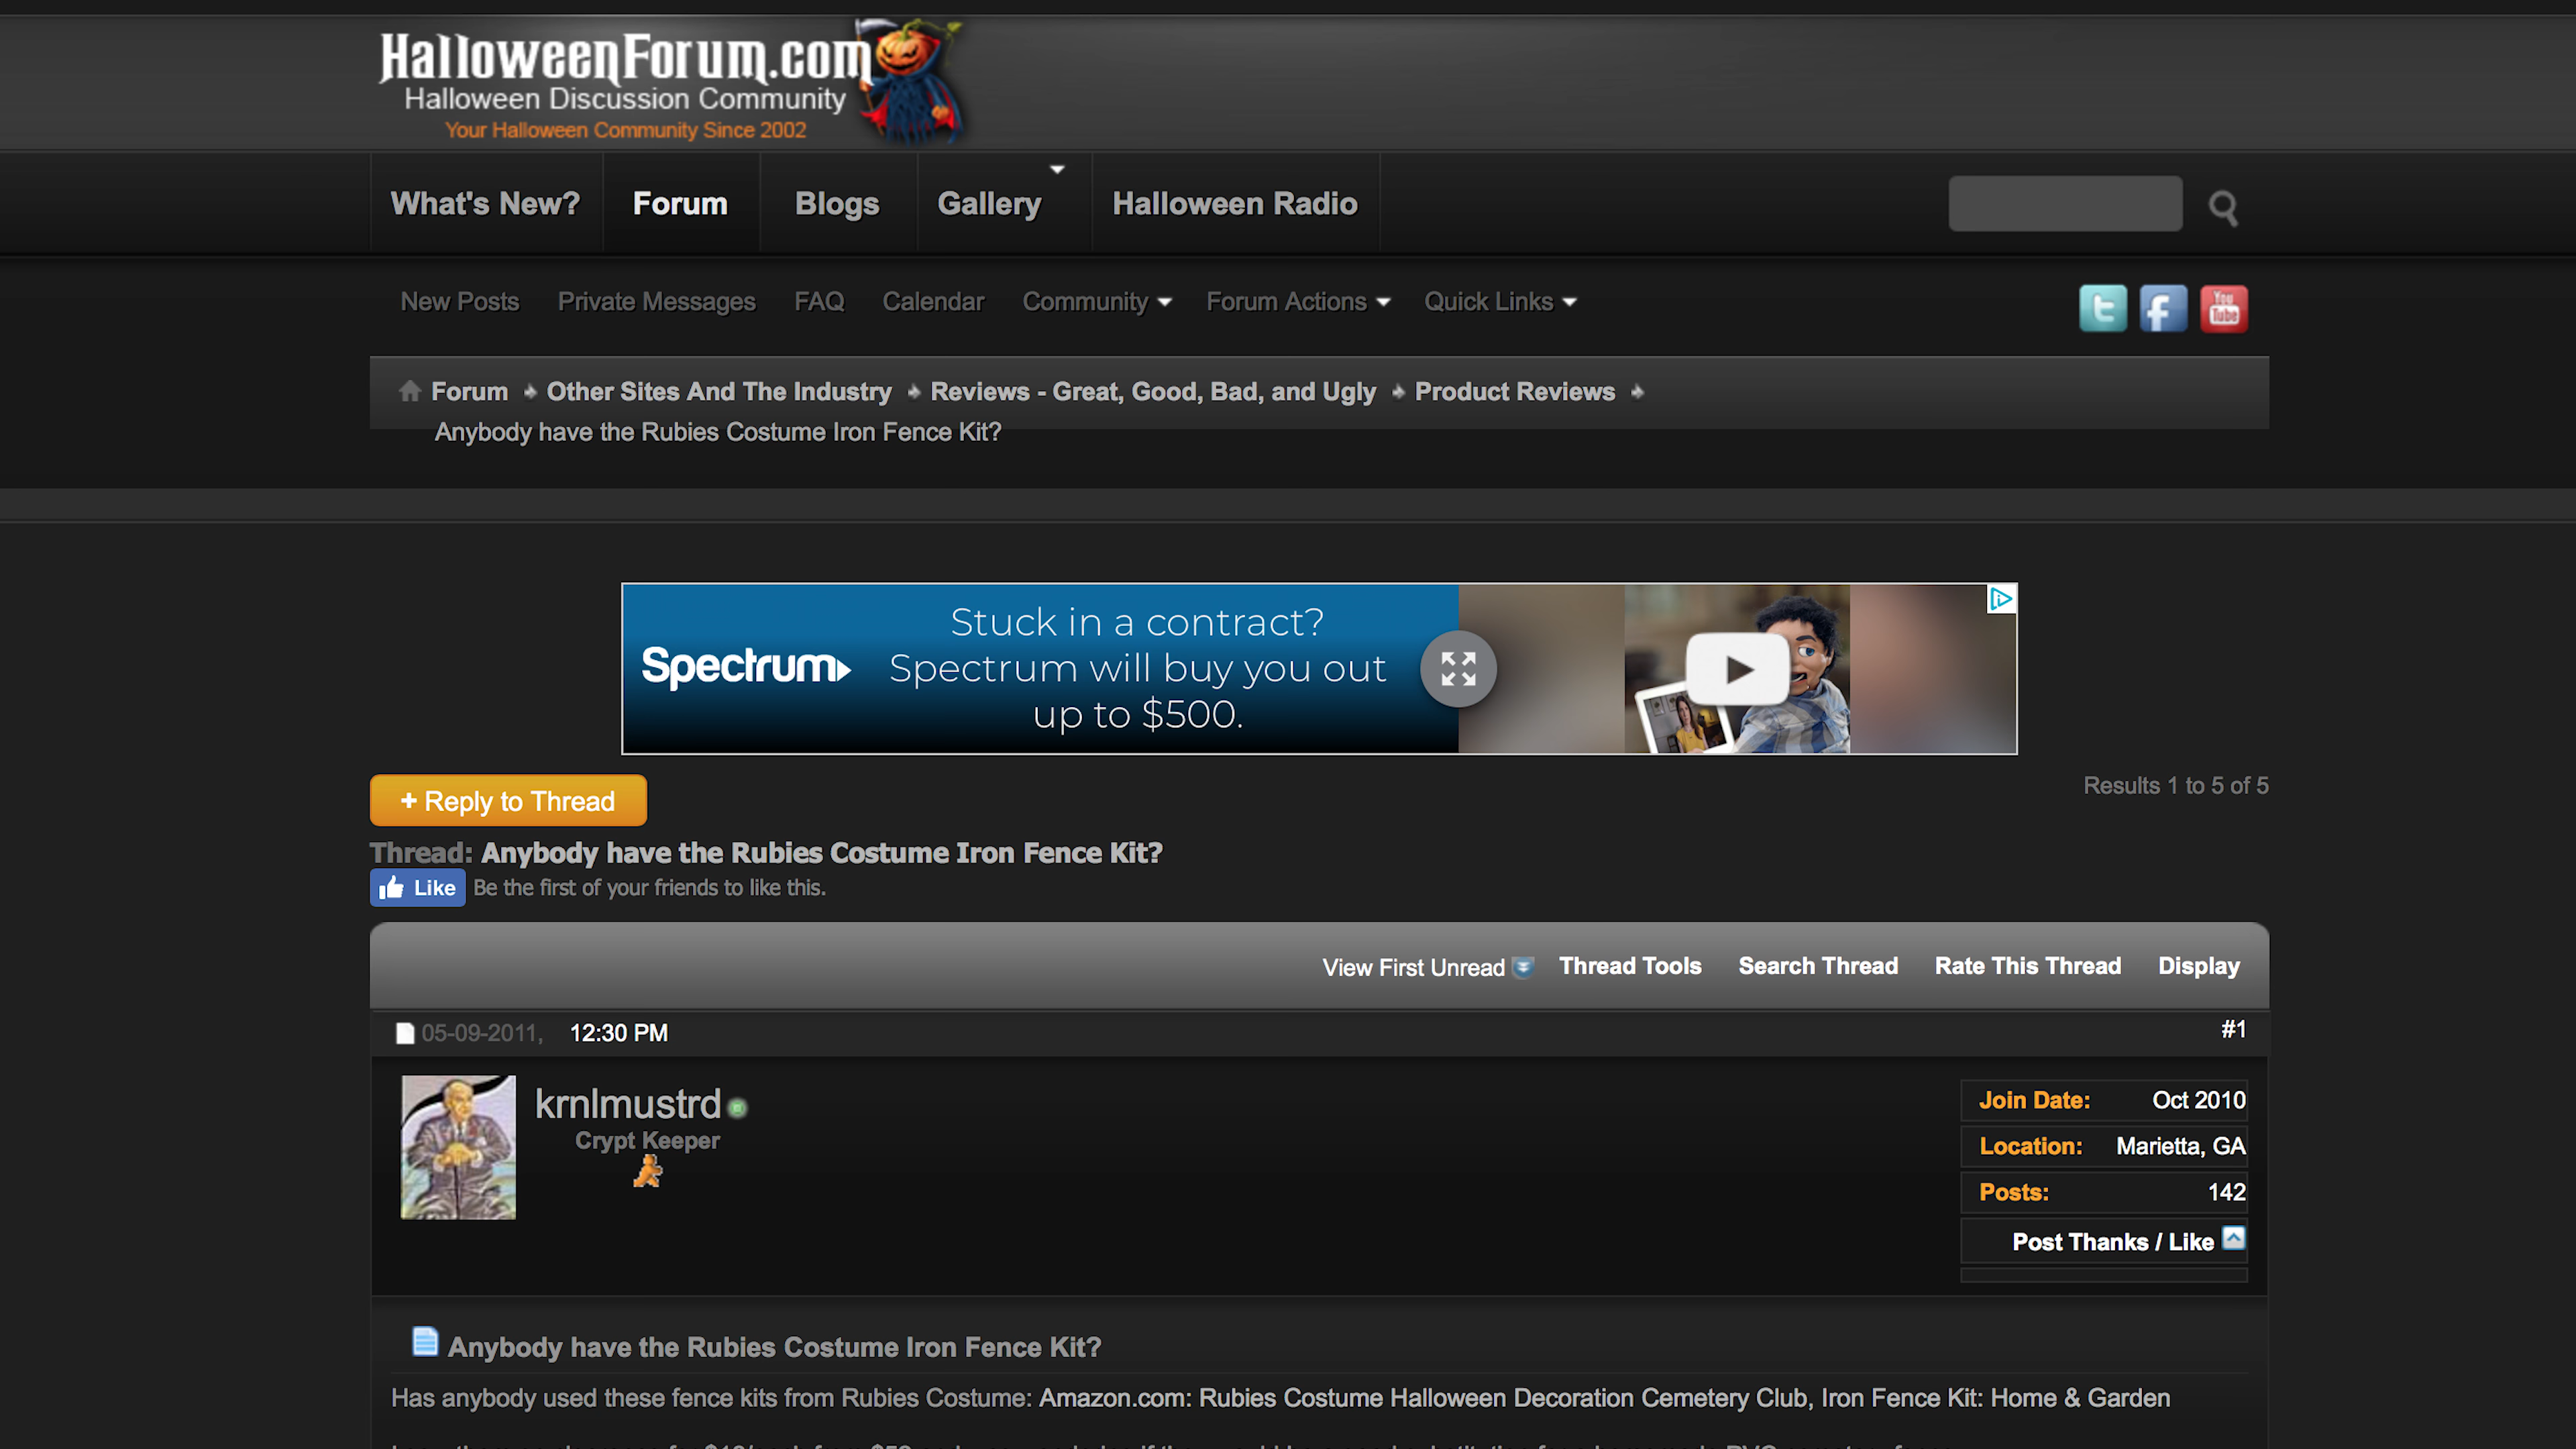 HalloweenForum.com
Halloween Discussion Community
Your Halloween Community Since 2002
What's New? Forum Blogs Gallery Halloween Radio
New Posts Private Messages FAQ Calendar Community Forum Actions Quick Links
t f You Tube
Forum Other Sites And The Industry Reviews - Great, Good, Bad, and Ugly Product Reviews
Anybody have the Rubies Costume Iron Fence Kit?
Stuck in a contract?
Spectrum Spectrum will buy you out
up to $500.
+ Reply to Thread
Results 1 to 5 of 5
Thread: Anybody have the Rubies Costume Iron Fence Kit?
Like Be the first of your friends to like this.
View First Unread Thread Tools Search Thread Rate This Thread Display
05-09-2011, 12:30 PM #1
krnlmustrd
Crypt Keeper
Join Date: Oct 2010
Location: Marietta, GA
Posts: 142
Post Thanks / Like
Anybody have the Rubies Costume Iron Fence Kit?
Has anybody used these fence kits from Rubies Costume: Amazon.com: Rubies Costume Halloween Decoration Cemetery Club, Iron Fence Kit: Home & Garden